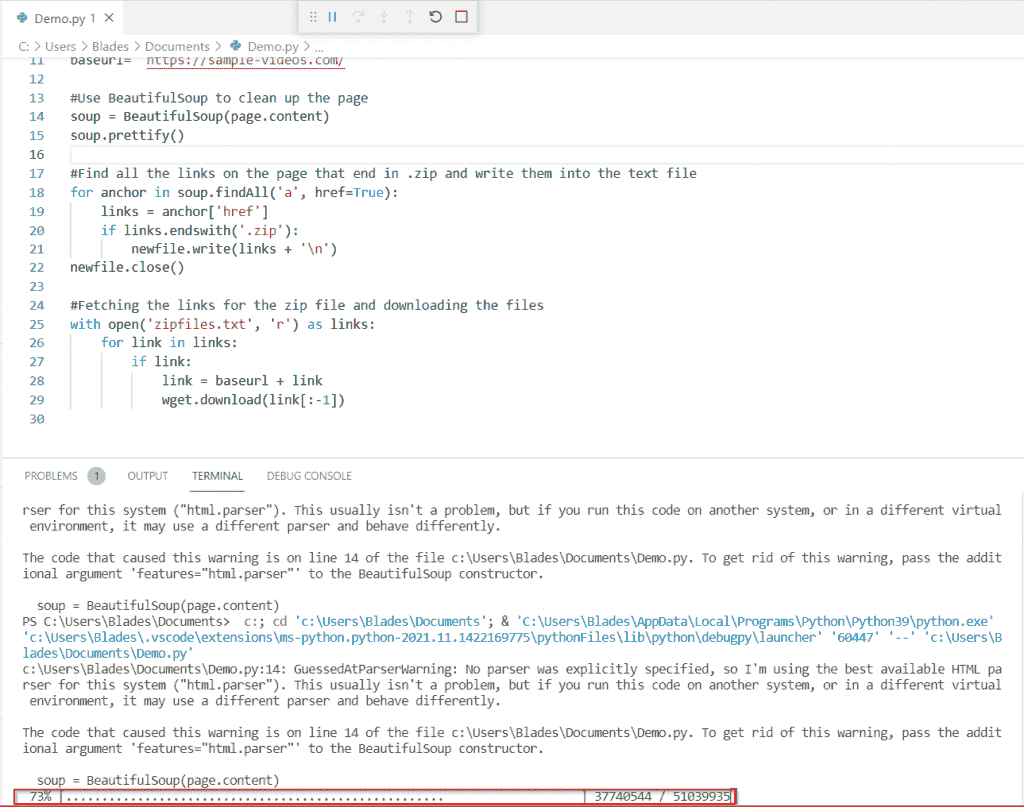 Demo.py 1 ×
C: > Users > Blades > Documents > Demo.py > ...
11 baseurl= 'https://sample-videos.com/
12
13 #Use BeautifulSoup to clean up the page
14 soup = BeautifulSoup(page.content)
15 soup.prettify()
16
17 #Find all the links on the page that end in .zip and write them into the text file
18 for anchor in soup.findAll('a', href=True):
19     links = anchor['href']
20     if links.endswith('.zip'):
21         newfile.write(links + '\n')
22 newfile.close()
23
24 #Fetching the links for the zip file and downloading the files
25 with open('zipfiles.txt', 'r') as links:
26     for link in links:
27         if link:
28             link = baseurl + link
29             wget.download(link[:-1])
30
PROBLEMS 1 OUTPUT TERMINAL DEBUG CONSOLE
rser for this system ("html.parser"). This usually isn't a problem, but if you run this code on another system, or in a different virtual
 environment, it may use a different parser and behave differently.

The code that caused this warning is on line 14 of the file c:\Users\Blades\Documents\Demo.py. To get rid of this warning, pass the addit
ional argument 'features="html.parser"' to the BeautifulSoup constructor.

  soup = BeautifulSoup(page.content)
PS C:\Users\Blades\Documents>  c:; cd 'c:\Users\Blades\Documents'; & 'C:\Users\Blades\AppData\Local\Programs\Python\Python39\python.exe'
'c:\Users\Blades\.vscode\extensions\ms-python.python-2021.11.1422169775\pythonFiles\lib\python\debugpy\launcher' '60447' '--' 'c:\Users\B
lades\Documents\Demo.py'
c:\Users\Blades\Documents\Demo.py:14: GuessedAtParserWarning: No parser was explicitly specified, so I'm using the best available HTML pa
rser for this system ("html.parser"). This usually isn't a problem, but if you run this code on another system, or in a different virtual
 environment, it may use a different parser and behave differently.

The code that caused this warning is on line 14 of the file c:\Users\Blades\Documents\Demo.py. To get rid of this warning, pass the addit
ional argument 'features="html.parser"' to the BeautifulSoup constructor.

  soup = BeautifulSoup(page.content)
 73% [.................................................... ] 37740544 / 51039935